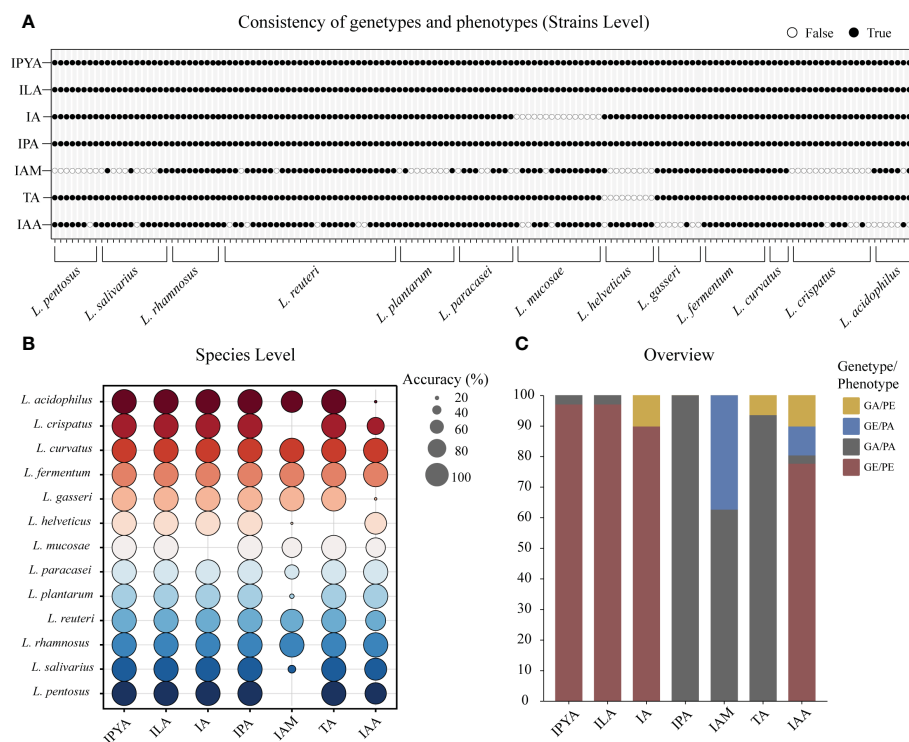 A
Consistency of genetypes and phenotypes (Strains Level)
False True
IPYA
ILA
IA
IPA
IAM
TA
IAA
L. pentosus
L. salivarius
L. rhamnosus
L. reuteri
L. plantarum
L. paracasei
L. mucosae
L. helveticus
L. gasseri
L. fermentum
L. curvatus
L. crispatus
L. acidophilus
B
Species Level
L. acidophilus
L. crispatus
L. curvatus
L. fermentum
L. gasseri
L. helveticus
L. mucosae
L. paracasei
L. plantarum
L. reuteri
L. rhamnosus
L. salivarius
L. pentosus
IPYA ILA IA IPA IAM TA IAA
Accuracy (%)
20
40
60
80
100
C
Overview
100
90
80
70
60
50
40
30
20
10
0
IPYA ILA IA IPA IAM TA IAA
Genetype/
Phenotype
GA/PE
GE/PA
GA/PA
GE/PE